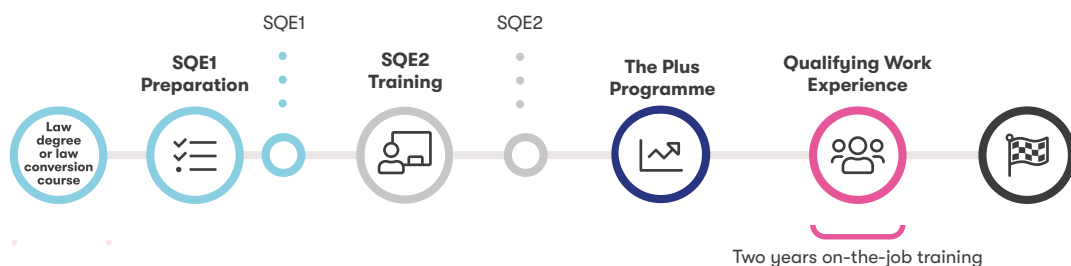 SQE1
SQE2
SQE1
Preparation
SQE2
Training
The Plus
Programme
Qualifying Work
Experience
Law
degree
or law
conversion
course
Two years on-the-job training